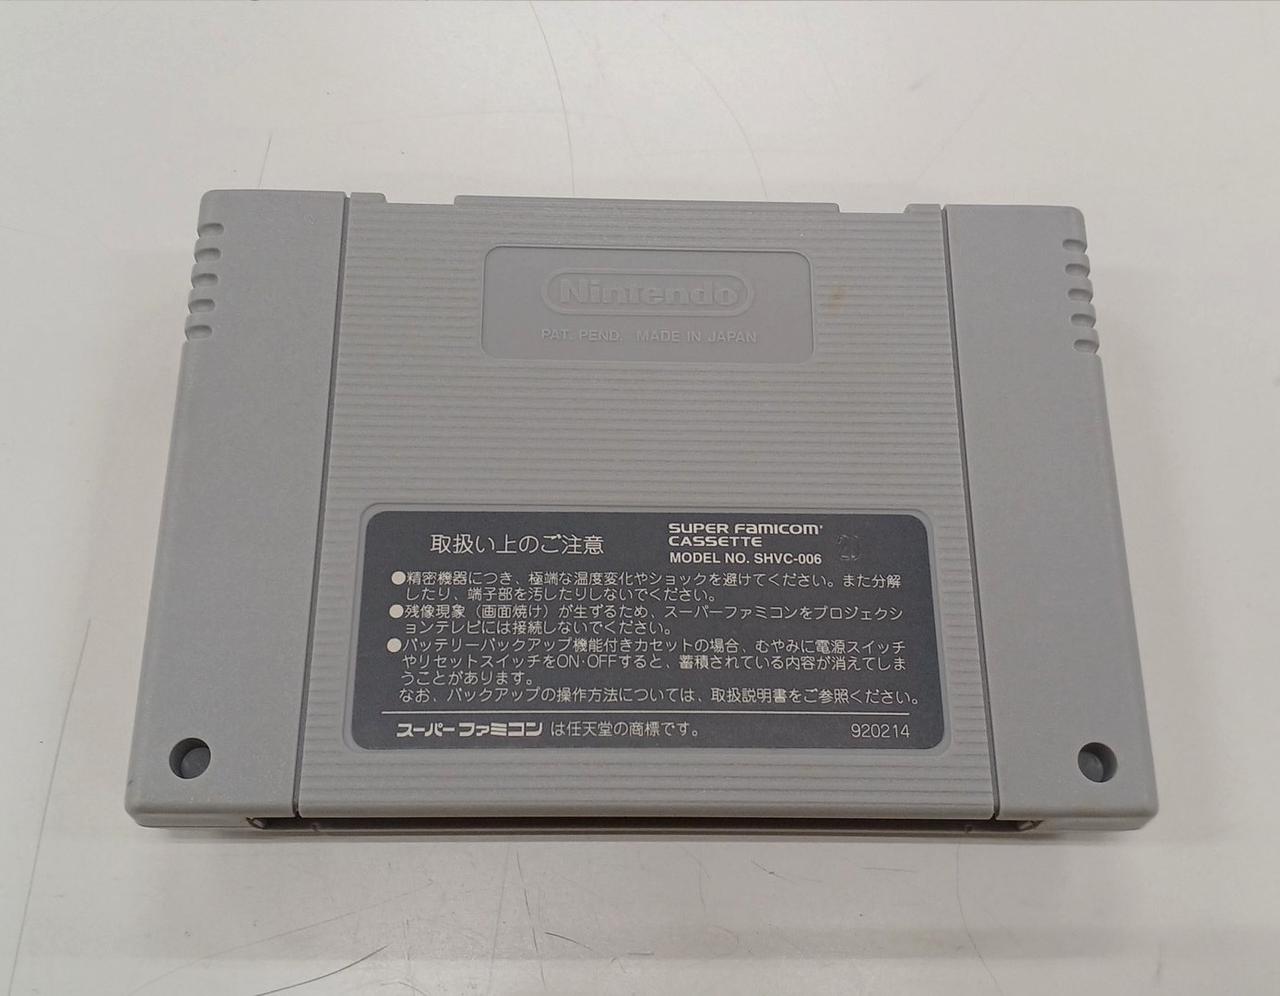 Nintendo
PAT. PEND. MADE IN JAPAN
取扱い上のご注意
SUPER FAMICOM
CASSETTE
MODEL NO. SHVC-006
●精密機器につき、極端な温度変化やショックを避けてください。また分解
したり、端子部を汚したりしないでください。
●残像現象（画面焼け）が生ずるため、スーパーファミコンをプロジェクシ
ョンテレビには接続しないでください。
●バッテリーバックアップ機能付きカセットの場合、むやみに電源スイッチ
やリセットスイッチをON・OFFすると、蓄積されている内容が消えてしま
うことがあります。
なお、バックアップの操作方法については、取扱説明書をご参照ください。
スーパーファミコンは任天堂の商標です。
920214